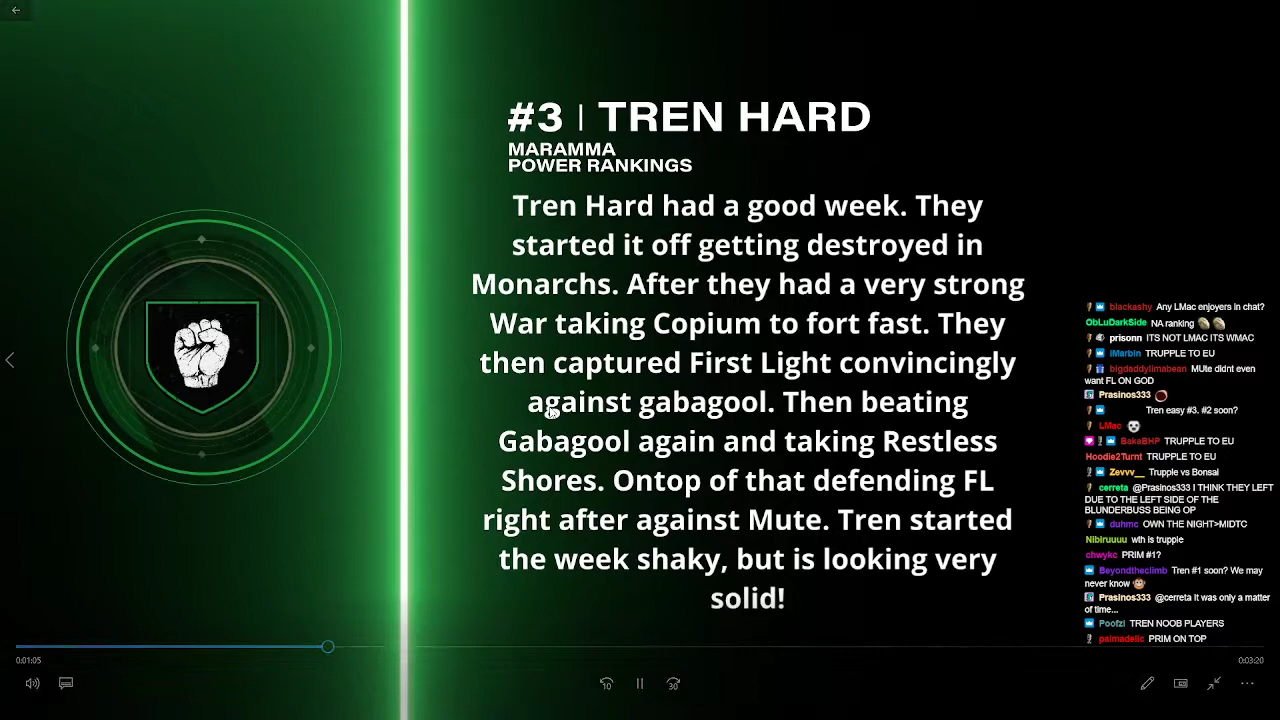 #3 | TREN HARD
MARAMMA
POWER RANKINGS
Tren Hard had a good week. They
started it off getting destroyed in
Monarchs. After they had a very strong
War taking Copium to fort fast. They
then captured First Light convincingly
against gabagool. Then beating
Gabagool again and taking Restless
Shores. Ontop of that defending FL
right after against Mute. Tren started
the week shaky, but is looking very
solid!
blackashy Any LMac enjoyers in chat?
ObLuDarkSide NA ranking
prisonn ITS NOT LMAC ITS WMAC
iMarbin TRUPPLE TO EU
bigdaddylimabean MUte didnt even
want FL ON GOD
Prasinos333
Tren easy #3. #2 soon?
LMac
BakaBHP TRUPPLE TO EU
Hoodie2Turnt TRUPPLE TO EU
Zevvv__ Trupple vs Bonsai
cerreta @Prasinos333 I THINK THEY LEFT
DUE TO THE LEFT SIDE OF THE
BLUNDERBUSS BEING OP
duhmc OWN THE NIGHT>MIDTC
Nibiruuuu wth is trupple
chwykc PRIM #1?
Beyondtheclimb Tren #1 soon? We may
never know
Prasinos333 @cerreta it was only a matter
of time...
Poofzi TREN NOOB PLAYERS
palmadelic PRIM ON TOP
0:01:05
0:03:20
10
30